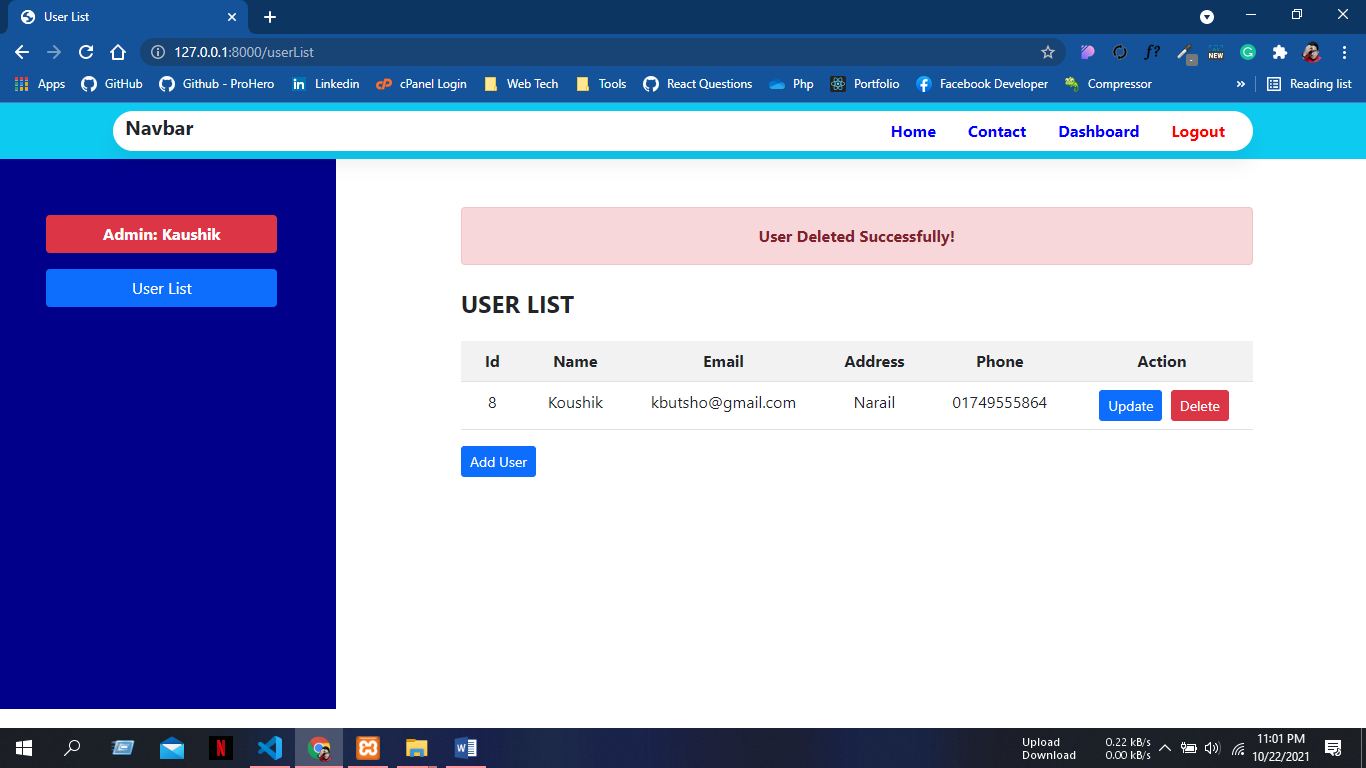 User List
127.0.0.1:8000/userList
f?
NEW
Apps GitHub Github - ProHero Linkedin cPanel Login Web Tech Tools React Questions Php Portfolio Facebook Developer Compressor » Reading list
Navbar Home Contact Dashboard Logout
Admin: Kaushik
User List
User Deleted Successfully!
USER LIST
Id Name Email Address Phone Action
8 Koushik kbutsho@gmail.com Narail 01749555864 Update Delete
Add User
Upload 0.22 kB/s
Download 0.00 kB/s
11:01 PM
10/22/2021